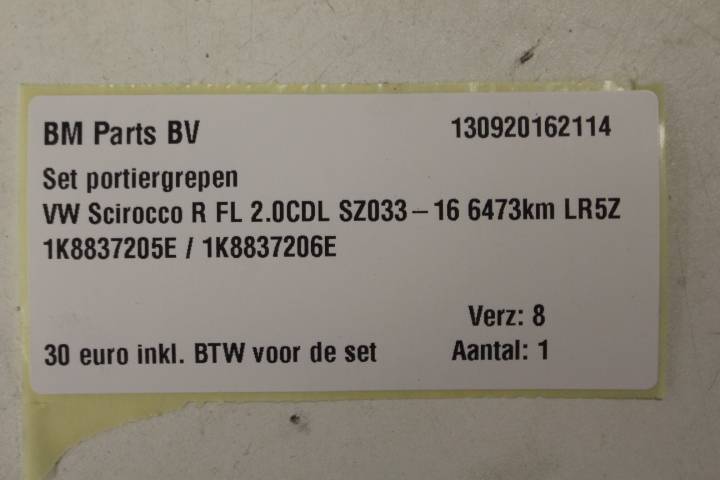 BM Parts BV 130920162114
Set portiergrepen
VW Scirocco R FL 2.0CDL SZ033 – 16 6473km LR5Z
1K8837205E / 1K8837206E
Verz: 8
30 euro inkl. BTW voor de set Aantal: 1